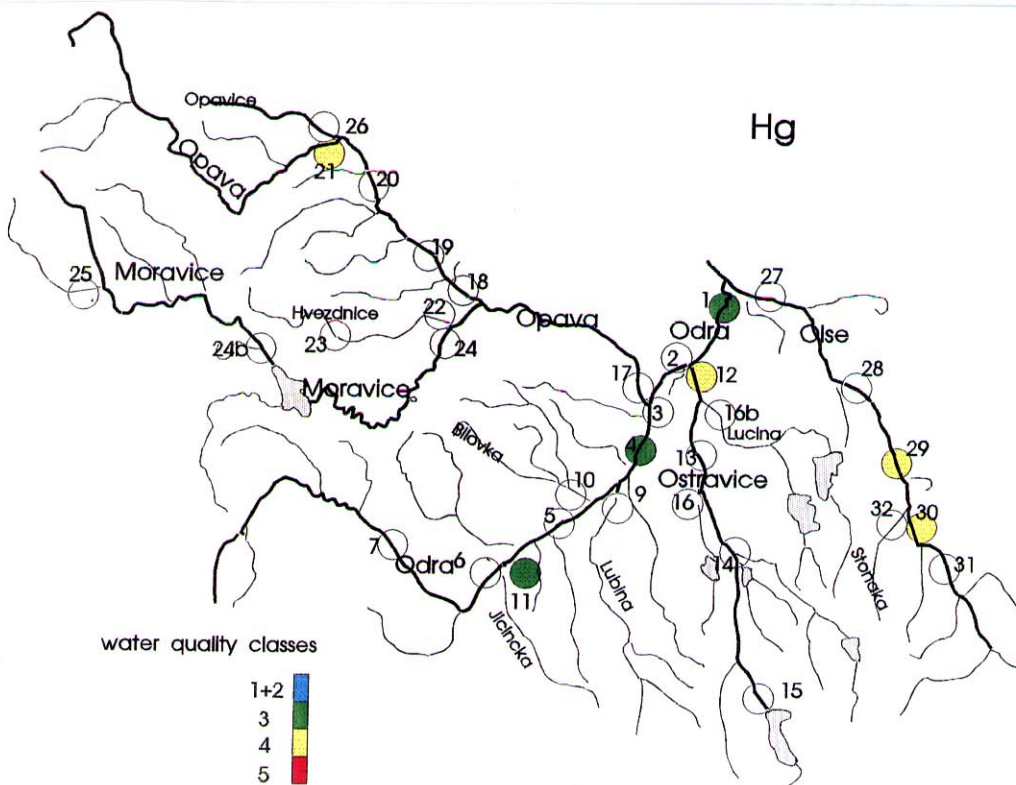 Hg
Opavice
26
Opava
21
20
19
18
25
Moravice
Hvezdnice
22
23
24
24b
Moravice
Opava
17
3
2
Odra
1
27
Olse
12
28
16b
Lucina
4
Bilovka
10
9
5
13
Ostravice
16
29
32
30
31
7
Odra
6
11
14
Lubina
Jicincka
Stonska
15
water quality classes
1+2
3
4
5